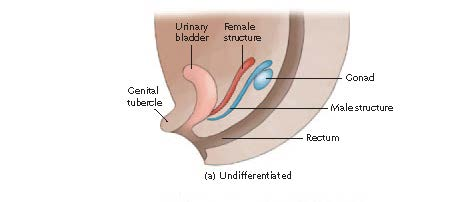 Urinary
bladder
Female
structure
Gonad
Genital
tubercle
Male structure
Rectum
(a) Undifferentiated